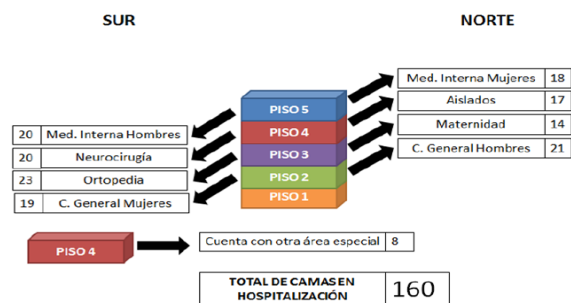 SUR
NORTE
Med. Interna Mujeres 18
Aislados 17
Maternidad 14
C. General Hombres 21
PISO 5
PISO 4
PISO 3
PISO 2
PISO 1
20 Med. Interna Hombres
20 Neurocirugía
23 Ortopedia
19 C. General Mujeres
PISO 4
Cuenta con otra área especial 8
TOTAL DE CAMAS EN
HOSPITALIZACIÓN
160